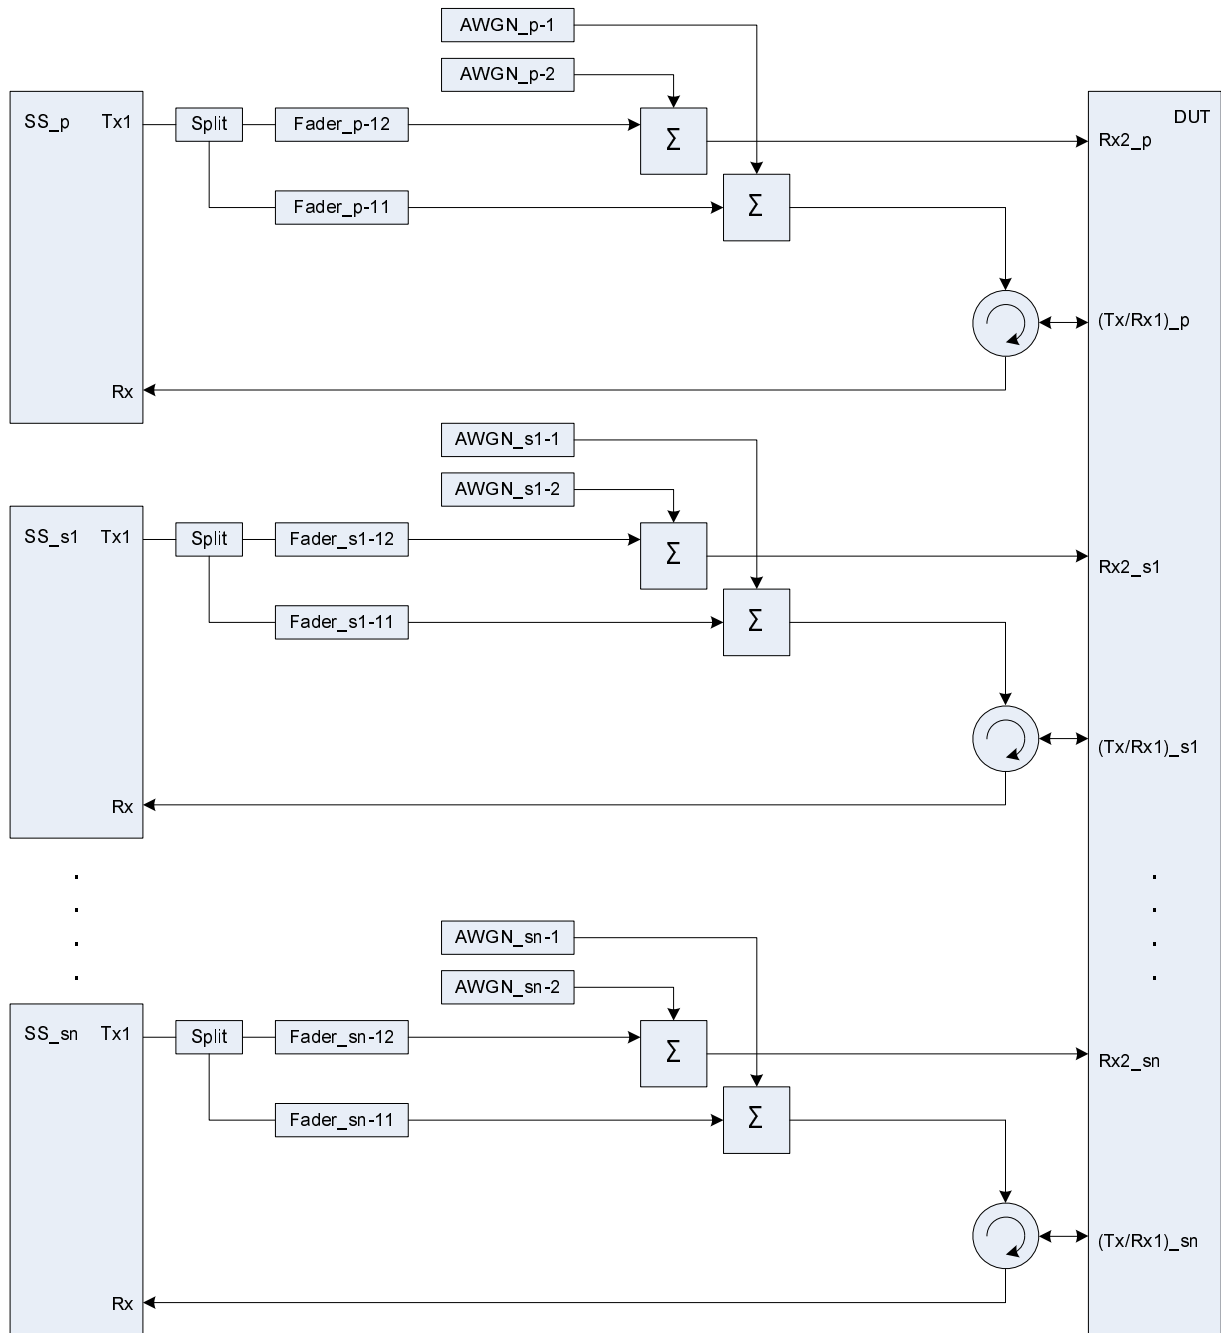 AWGN_p-1
AWGN_p-2
DUT
SS_p Tx1 Split Fader_p-12 Σ Rx2_p
Fader_p-11 Σ
(Tx/Rx1)_p
Rx
AWGN_s1-1
AWGN_s1-2
SS_s1 Tx1 Split Fader_s1-12 Σ Rx2_s1
Fader_s1-11 Σ
(Tx/Rx1)_s1
Rx
AWGN_sn-1
AWGN_sn-2
SS_sn Tx1 Split Fader_sn-12 Σ Rx2_sn
Fader_sn-11 Σ
(Tx/Rx1)_sn
Rx